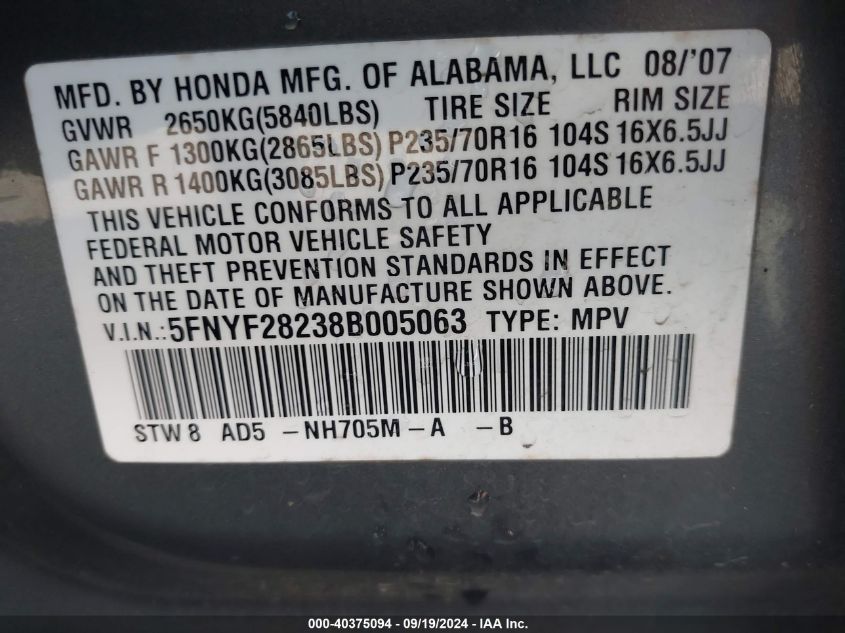 MFD. BY HONDA MFG. OF ALABAMA, LLC 08/'07
GVWR 2650KG(5840LBS) TIRE SIZE RIM SIZE
GAWR F 1300KG(2865LBS) P235/70R16 104S 16X6.5JJ
GAWR R 1400KG(3085LBS) P235/70R16 104S 16X6.5JJ
THIS VEHICLE CONFORMS TO ALL APPLICABLE
FEDERAL MOTOR VEHICLE SAFETY
AND THEFT PREVENTION STANDARDS IN EFFECT
ON THE DATE OF MANUFACTURE SHOWN ABOVE.
V.I.N.: 5FNYF28238B005063 TYPE: MPV
STW 8 AD5 -NH705M-A -B
000-40375094 - 09/19/2024 - IAA Inc.